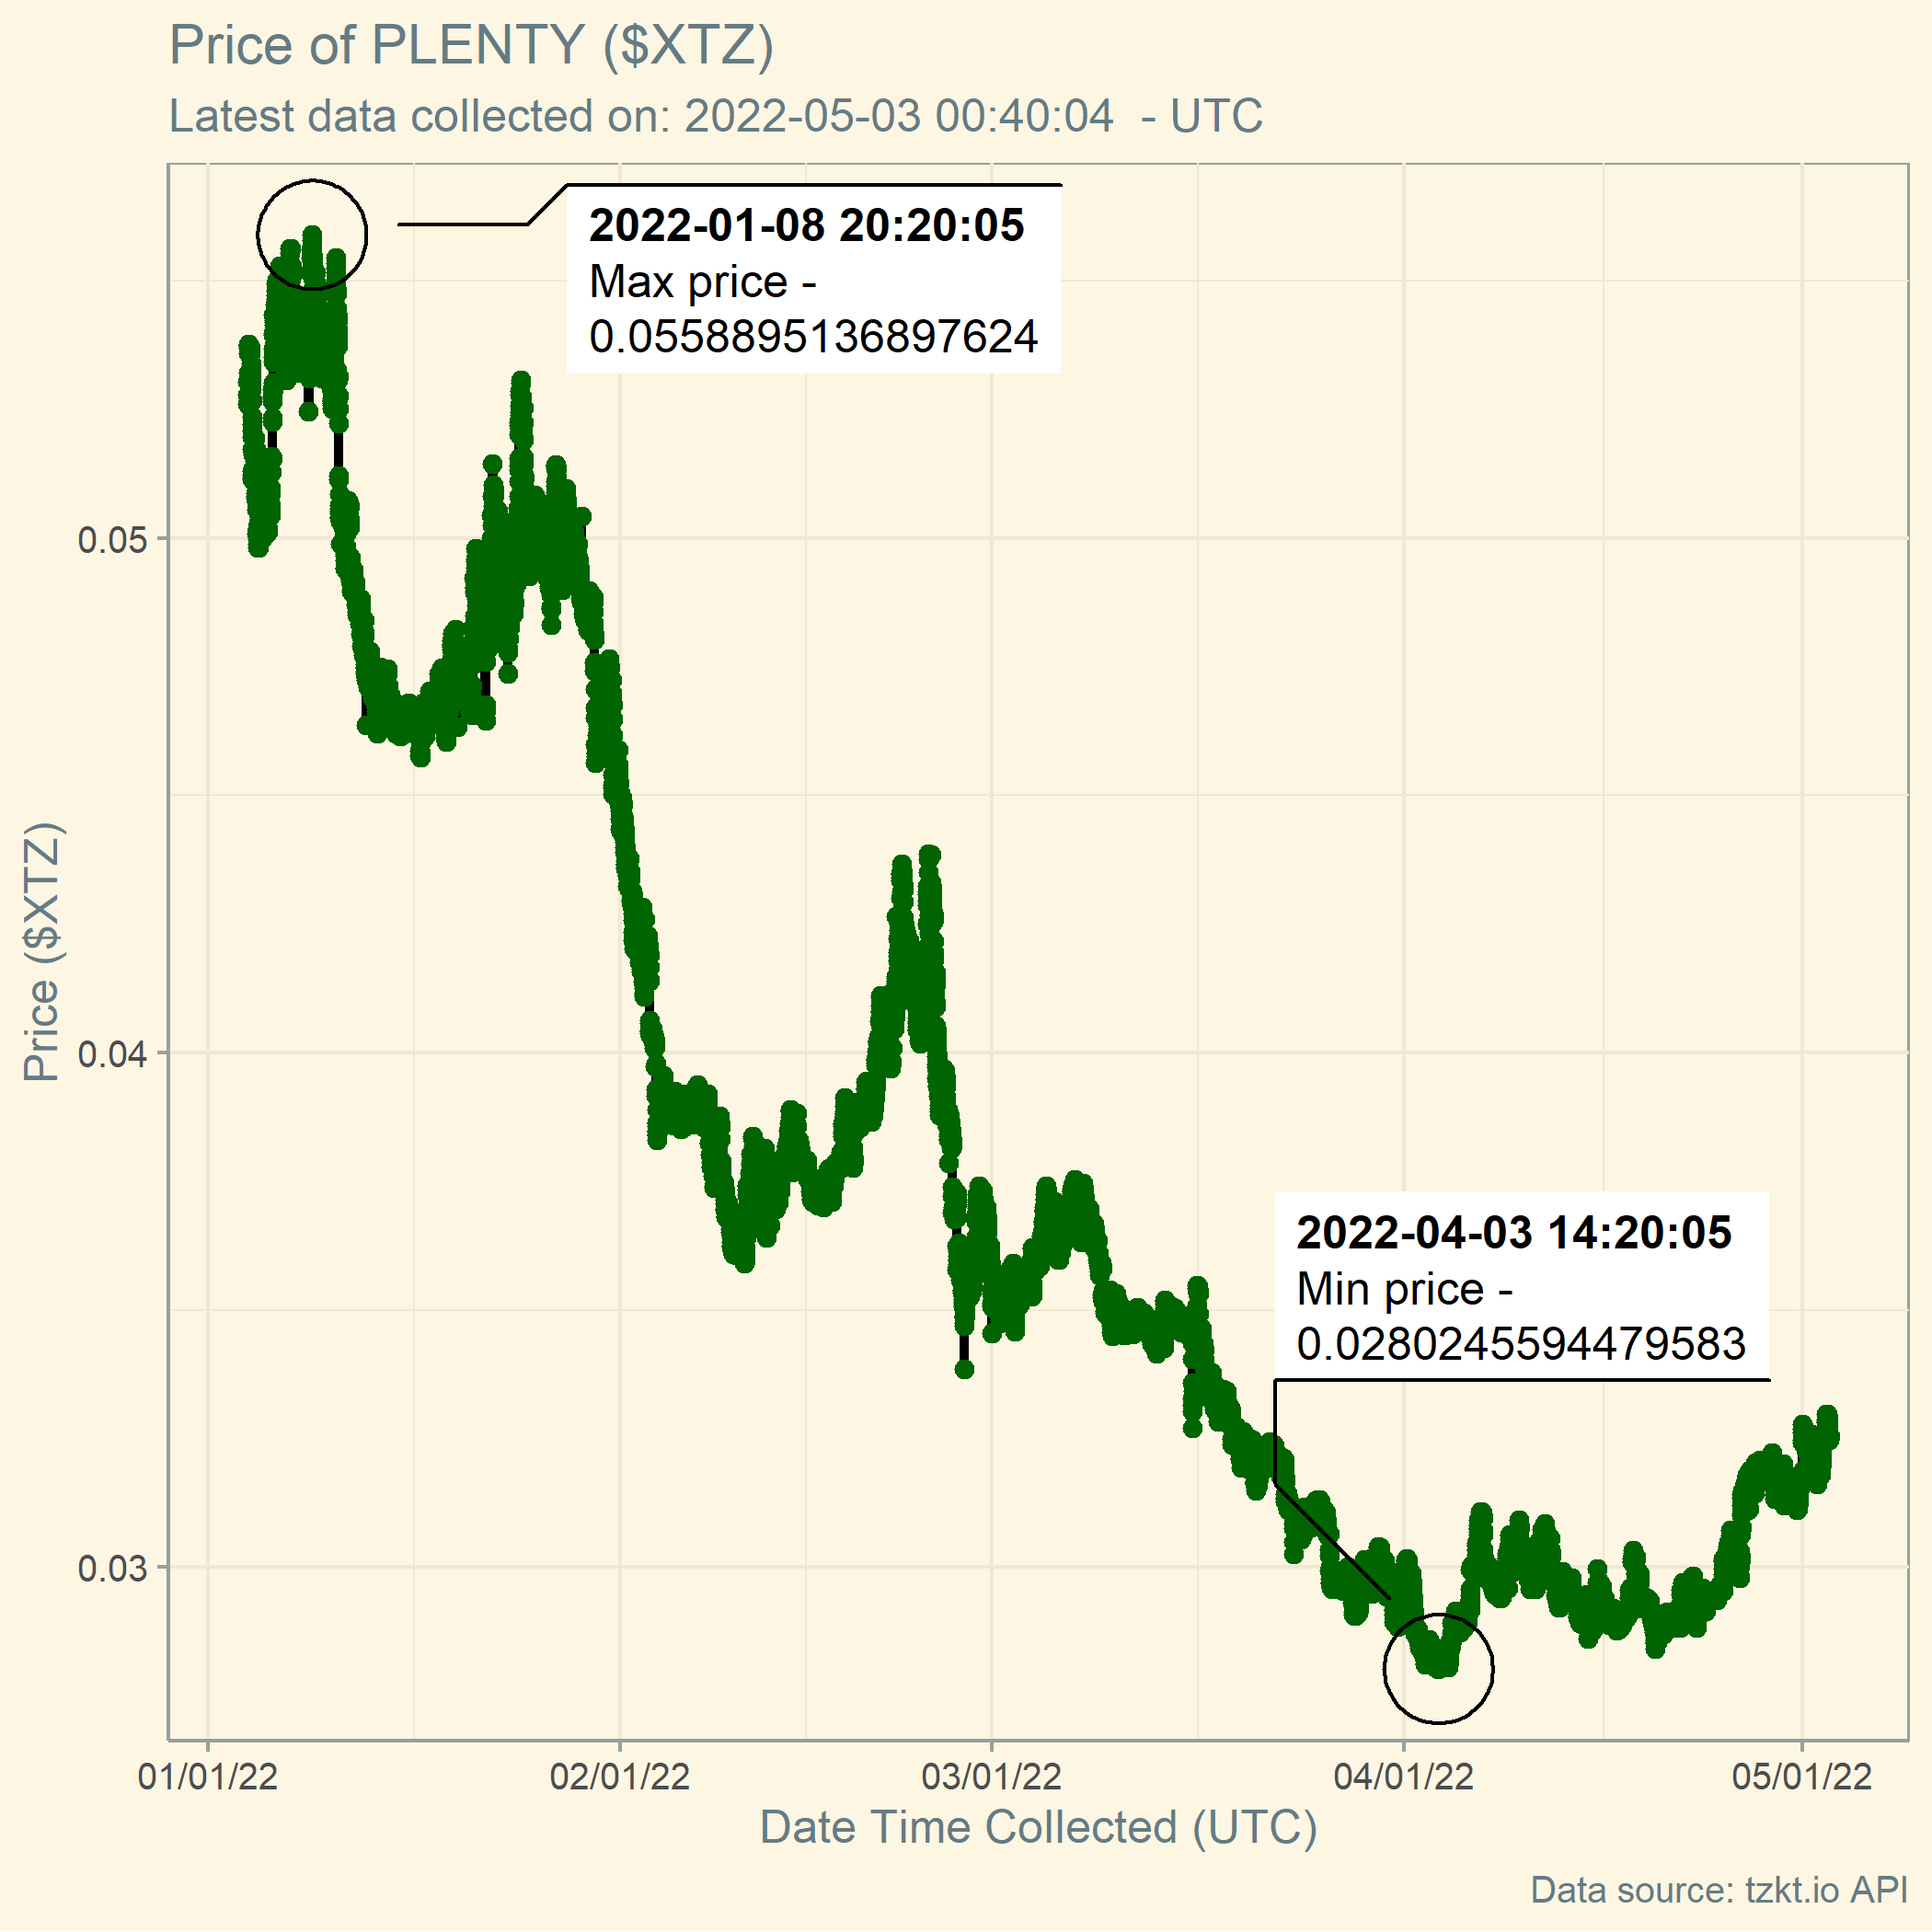 Price of PLENTY ($XTZ)
Latest data collected on: 2022-05-03 00:40:04  - UTC
2022-01-08 20:20:05
Max price -
0.0558895136897624
0.05
0.04
0.03
Price ($XTZ)
2022-04-03 14:20:05
Min price -
0.0280245594479583
01/01/22
02/01/22
03/01/22
04/01/22
05/01/22
Date Time Collected (UTC)
Data source: tzkt.io API